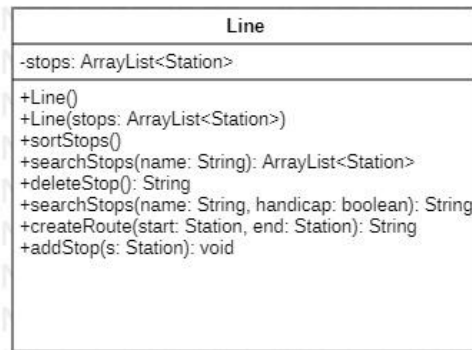 Line
-stops: ArrayList<Station>
+Line()
+Line(stops: ArrayList<Station>)
+sortStops()
+searchStops(name: String): ArrayList<Station>
+deleteStop(): String
+searchStops(name: String, handicap: boolean): String
+createRoute(start: Station, end: Station): String
+addStop(s: Station): void